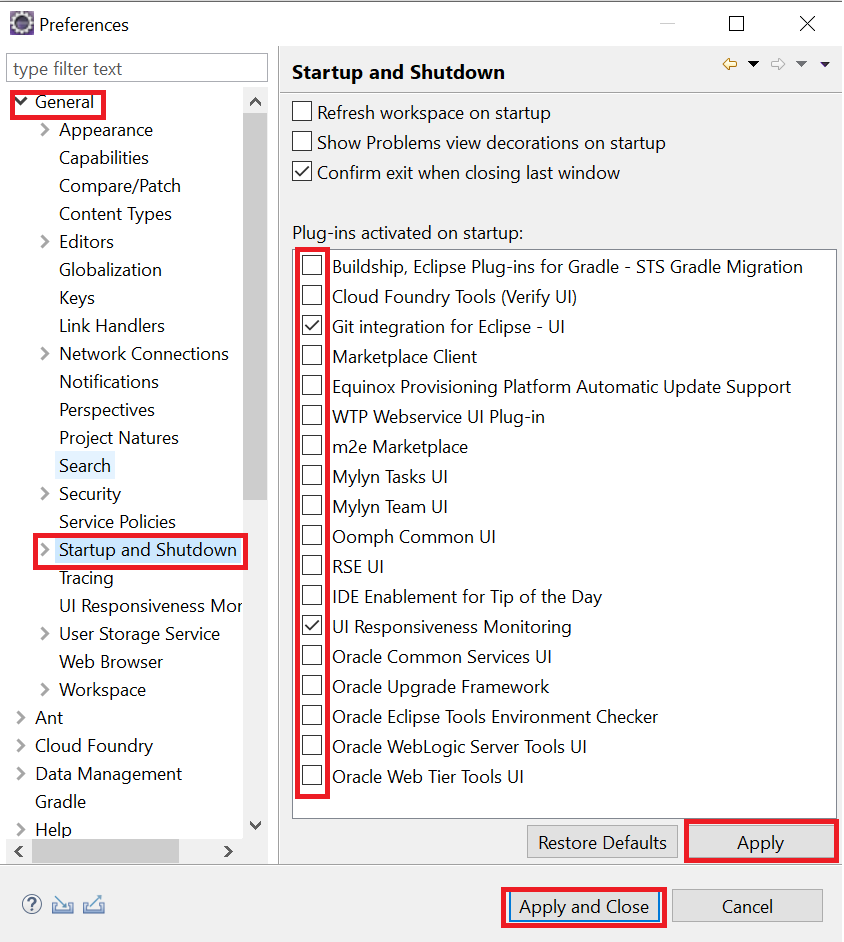 Preferences
type filter text
General
Appearance
Capabilities
Compare/Patch
Content Types
Editors
Globalization
Keys
Link Handlers
Network Connections
Notifications
Perspectives
Project Natures
Search
Security
Service Policies
Startup and Shutdown
Tracing
UI Responsiveness Mor
User Storage Service
Web Browser
Workspace
Ant
Cloud Foundry
Data Management
Gradle
Help
Startup and Shutdown
Refresh workspace on startup
Show Problems view decorations on startup
Confirm exit when closing last window
Plug-ins activated on startup:
Buildship, Eclipse Plug-ins for Gradle - STS Gradle Migration
Cloud Foundry Tools (Verify UI)
Git integration for Eclipse - UI
Marketplace Client
Equinox Provisioning Platform Automatic Update Support
WTP Webservice UI Plug-in
m2e Marketplace
Mylyn Tasks UI
Mylyn Team UI
Oomph Common UI
RSE UI
IDE Enablement for Tip of the Day
UI Responsiveness Monitoring
Oracle Common Services UI
Oracle Upgrade Framework
Oracle Eclipse Tools Environment Checker
Oracle WebLogic Server Tools UI
Oracle Web Tier Tools UI
Restore Defaults
Apply
?
Apply and Close
Cancel